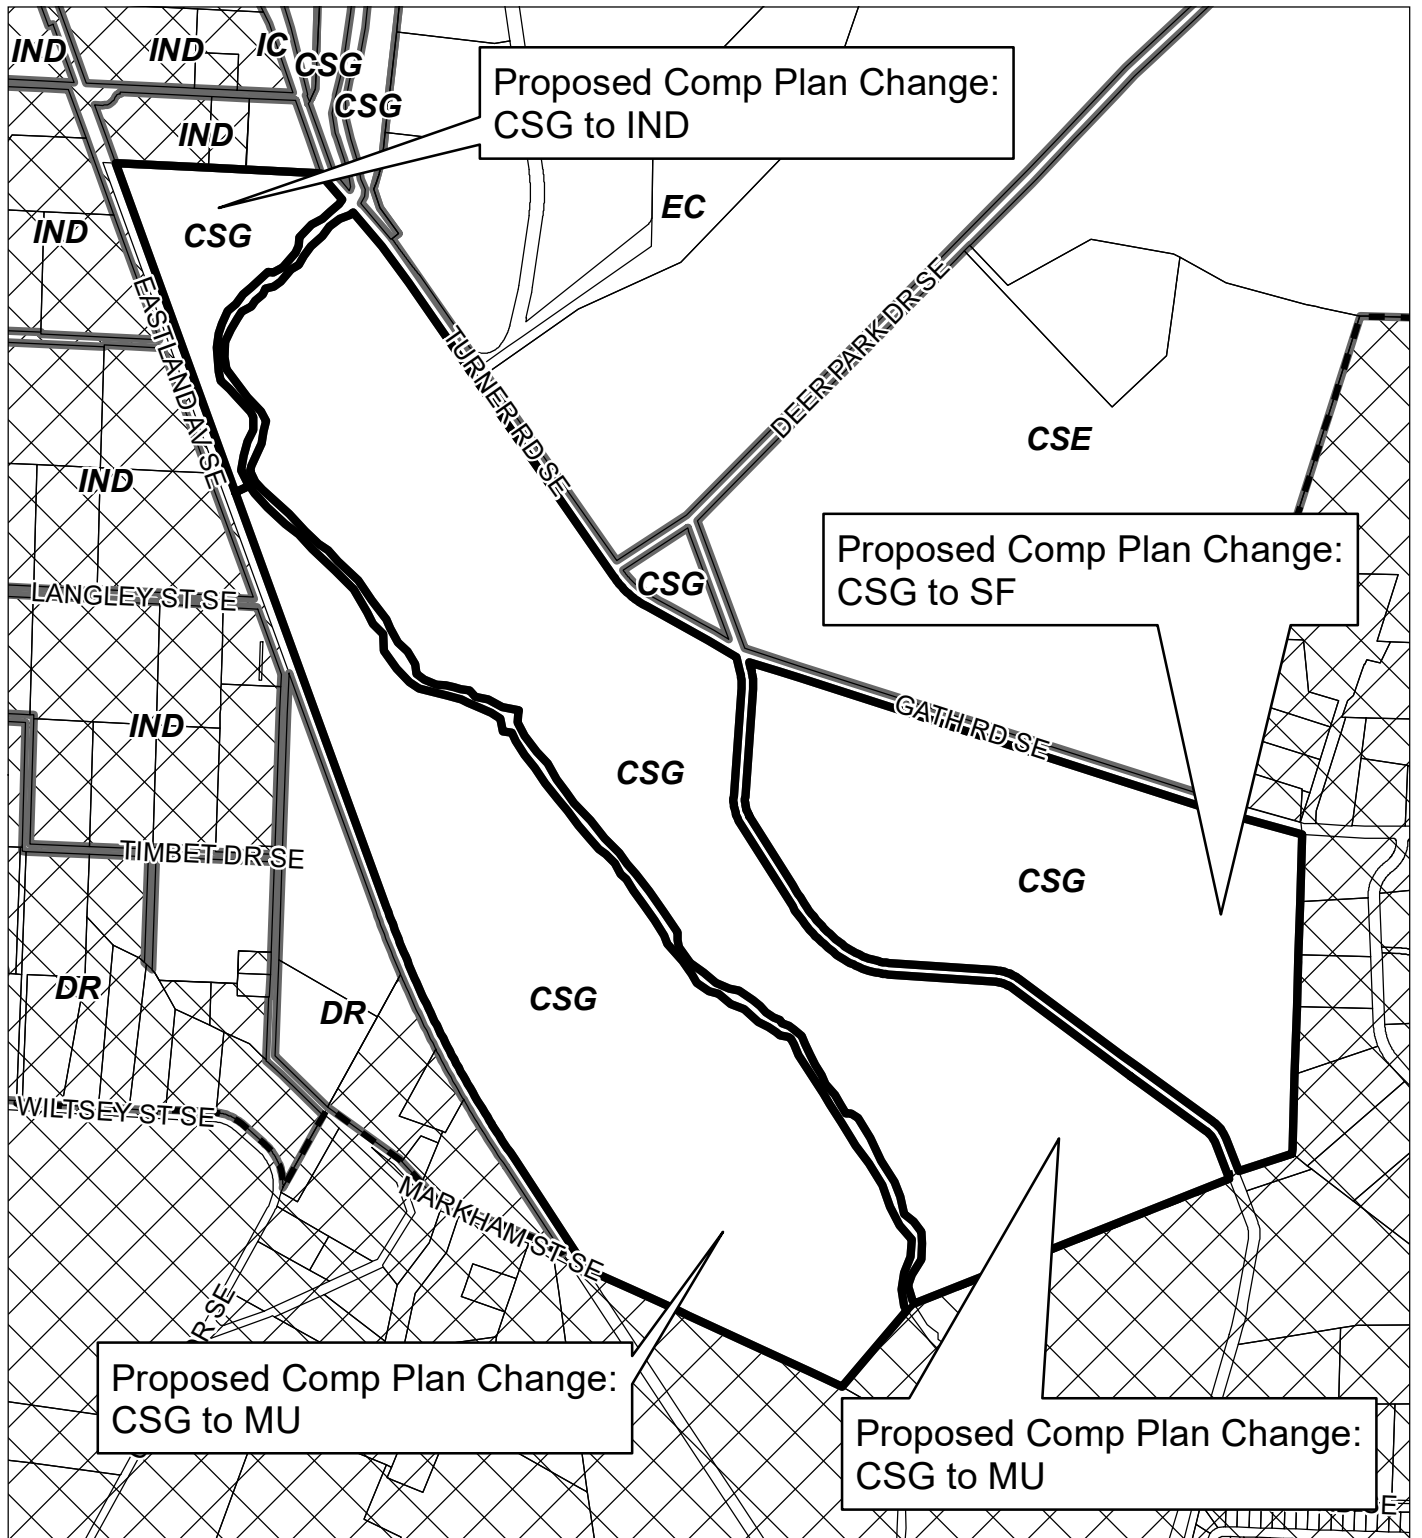 IND
IND
IC
CSG
CSG
Proposed Comp Plan Change:
CSG to IND
IND
EC
CSG
IND
EASTLAND AV SE
TURNER RD SE
DEER PARK DR SE
CSE
IND
Proposed Comp Plan Change:
CSG to SF
CSG
LANGLEY ST SE
IND
GATH RD SE
CSG
TIMBET DR SE
CSG
DR
CSG
DR
WILTSEY ST SE
MARKHAM ST SE
R SE
Proposed Comp Plan Change:
CSG to MU
Proposed Comp Plan Change:
CSG to MU